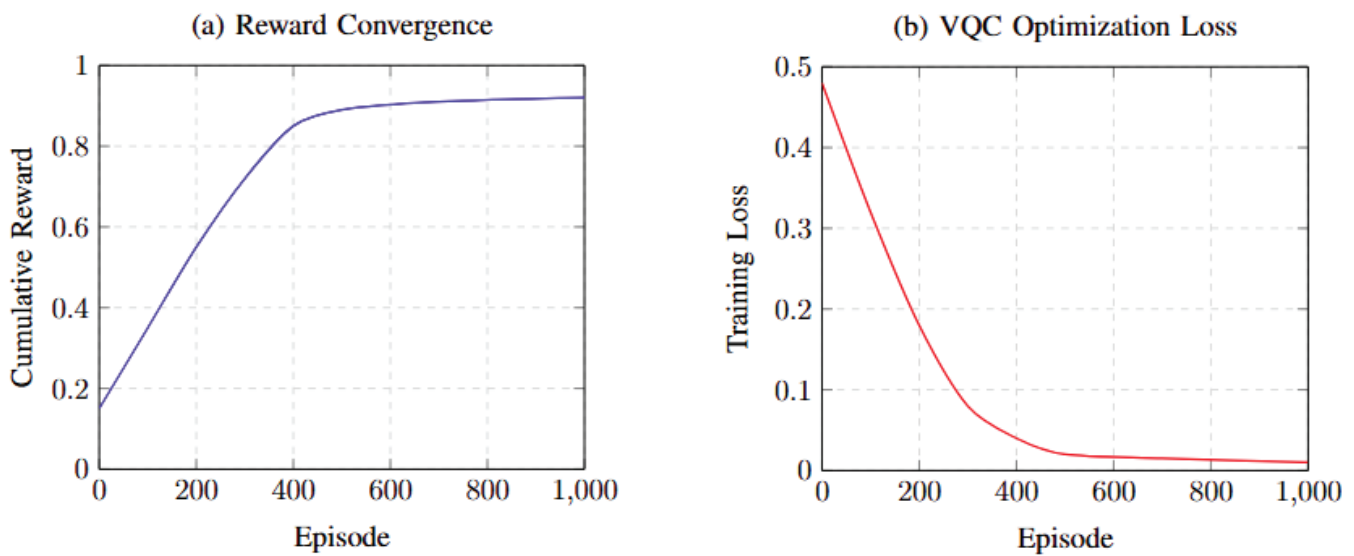 (a) Reward Convergence
1
0.8
0.6
0.4
0.2
0
Cumulative Reward
0 200 400 600 800 1,000
Episode
(b) VQC Optimization Loss
0.5
0.4
0.3
0.2
0.1
0
Training Loss
0 200 400 600 800 1,000
Episode